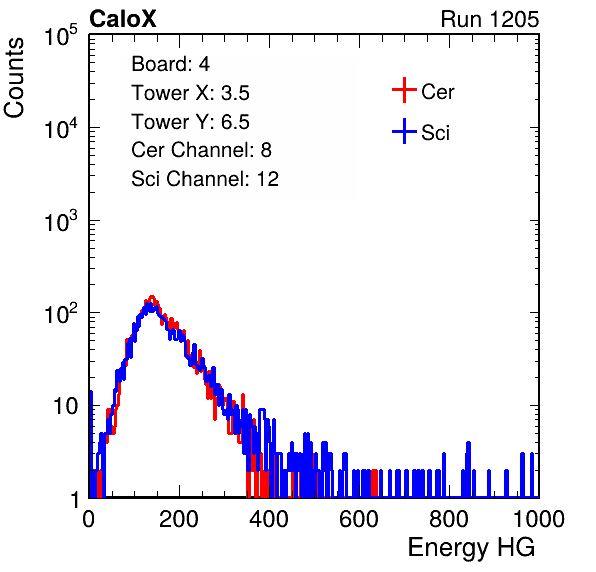 CaloX Run 1205
Counts
10^5
10^4
10^3
10^2
10
1
Board: 4
Tower X: 3.5
Tower Y: 6.5
Cer Channel: 8
Sci Channel: 12
Cer
Sci
0 200 400 600 800 1000
Energy HG